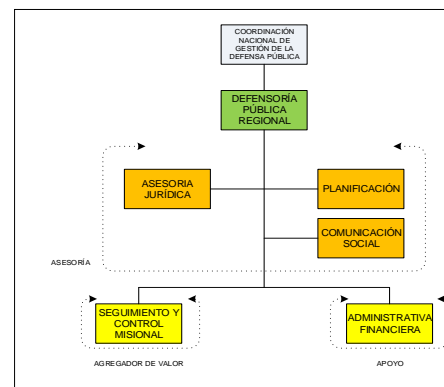 COORDINACIÓN
NACIONAL DE
GESTIÓN DE LA
DEFENSA PÚBLICA
DEFENSORÍA
PÚBLICA
REGIONAL
ASESORIA
JURÍDICA
PLANIFICACIÓN
COMUNICACIÓN
SOCIAL
ASESORÍA
SEGUIMIENTO Y
CONTROL
MISIONAL
ADMINISTRATIVA
FINANCIERA
AGREGADOR DE VALOR
APOYO